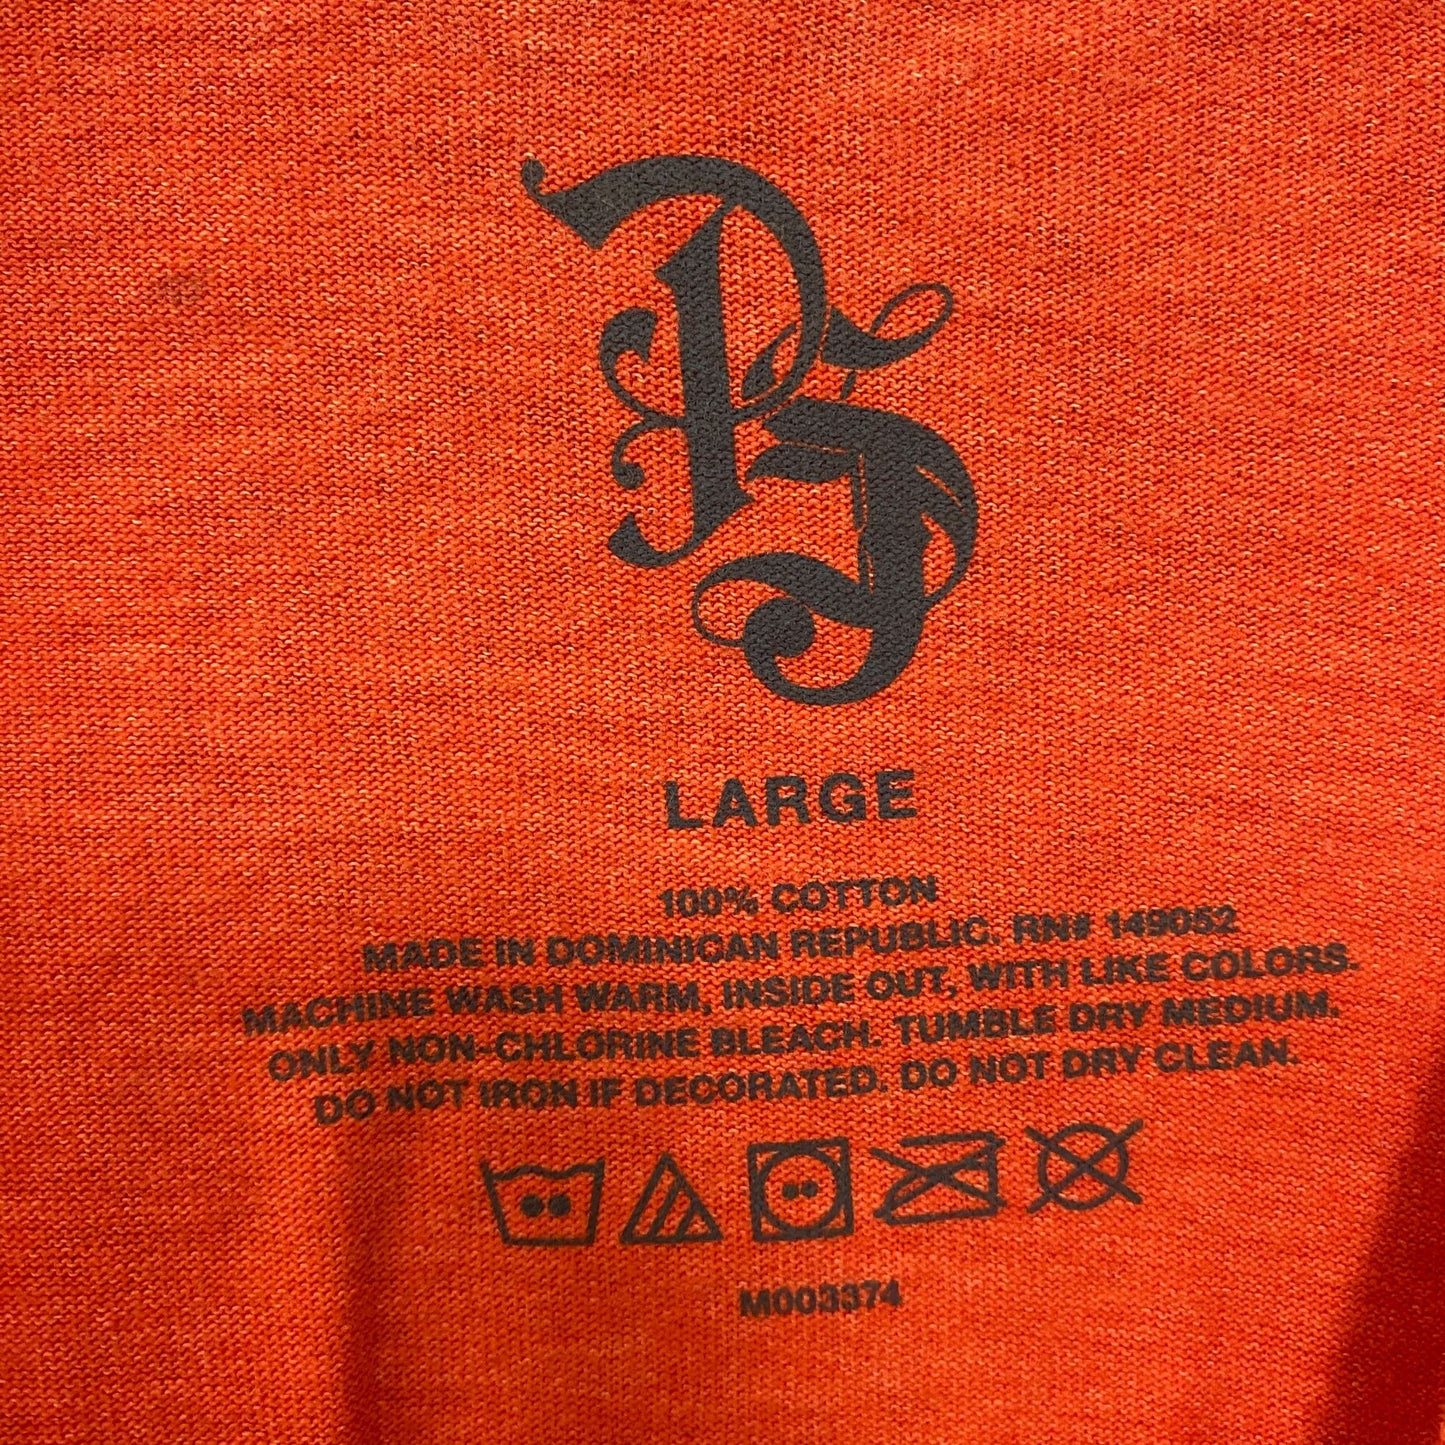 LARGE
100% COTTON
MADE IN DOMINICAN REPUBLIC. RN# 149052
MACHINE WASH WARM, INSIDE OUT, WITH LIKE COLORS.
ONLY NON-CHLORINE BLEACH. TUMBLE DRY MEDIUM.
DO NOT IRON IF DECORATED. DO NOT DRY CLEAN.
M003374